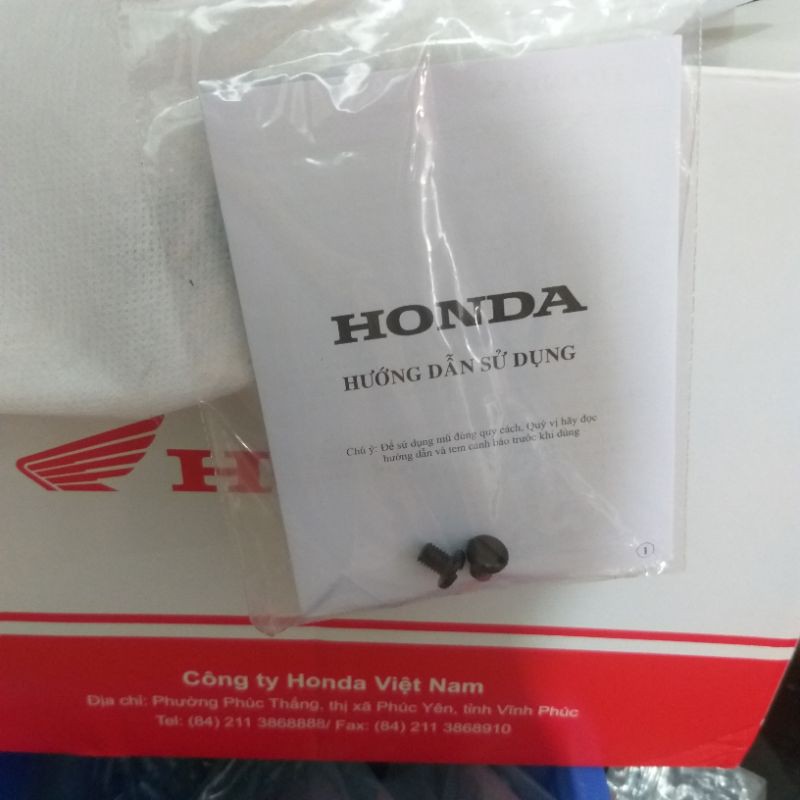 HONDA
HƯỚNG DẪN SỬ DỤNG
Chú ý: Để sử dụng mũ đúng quy cách, Quý vị hãy đọc
hướng dẫn và tem cảnh báo trước khi dùng
1
H
Công ty Honda Việt Nam
Địa chỉ: Phường Phúc Thắng, thị xã Phúc Yên, tỉnh Vĩnh Phúc
Tel: (84) 211 3868888/ Fax: (84) 211 3868910